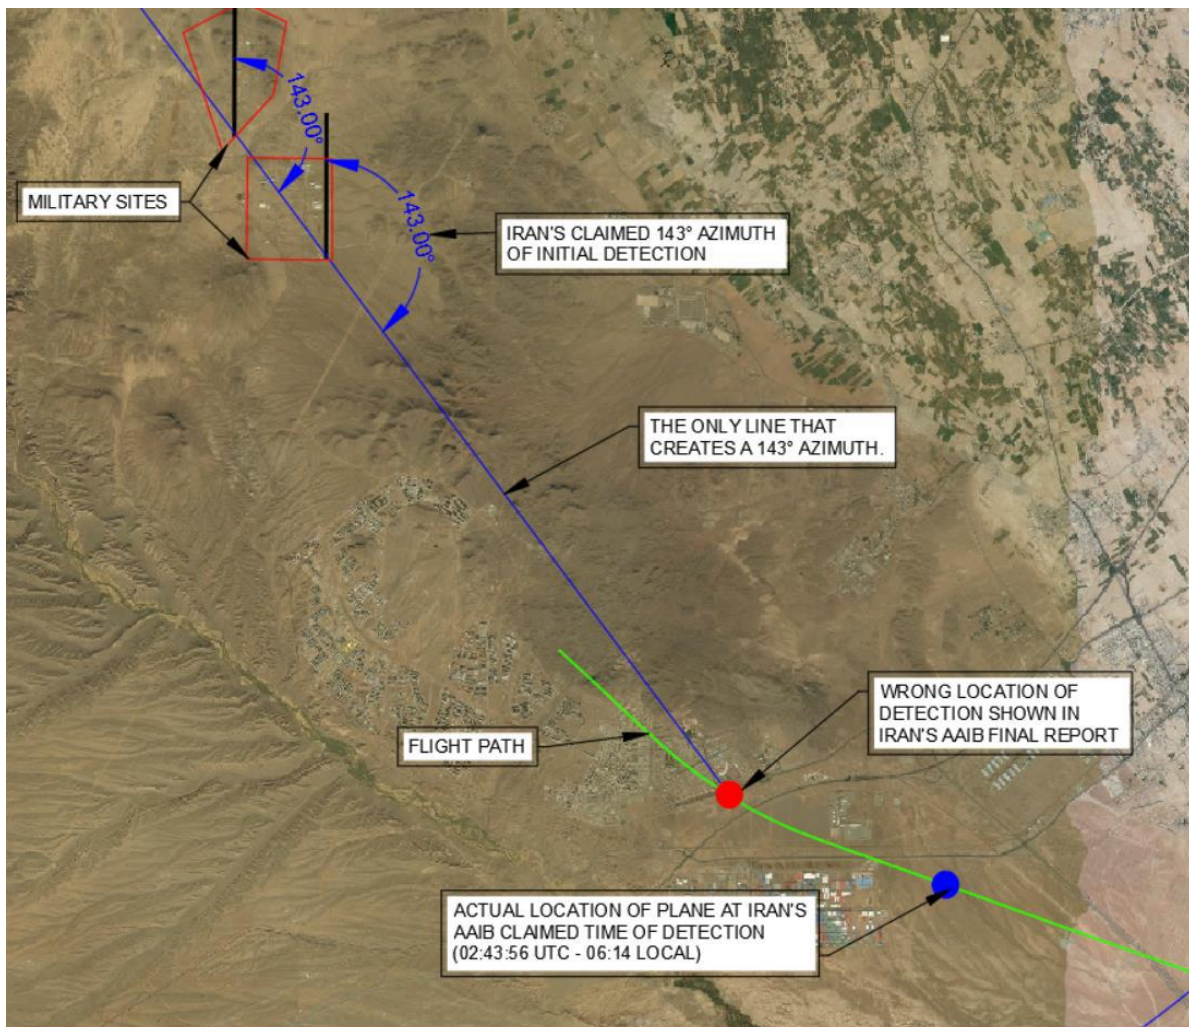 143.00°
MILITARY SITES
143.00°
IRAN'S CLAIMED 143° AZIMUTH
OF INITIAL DETECTION
THE ONLY LINE THAT
CREATES A 143° AZIMUTH.
WRONG LOCATION OF
DETECTION SHOWN IN
IRAN'S AAIB FINAL REPORT
FLIGHT PATH
ACTUAL LOCATION OF PLANE AT IRAN'S
AAIB CLAIMED TIME OF DETECTION
(02:43:56 UTC - 06:14 LOCAL)